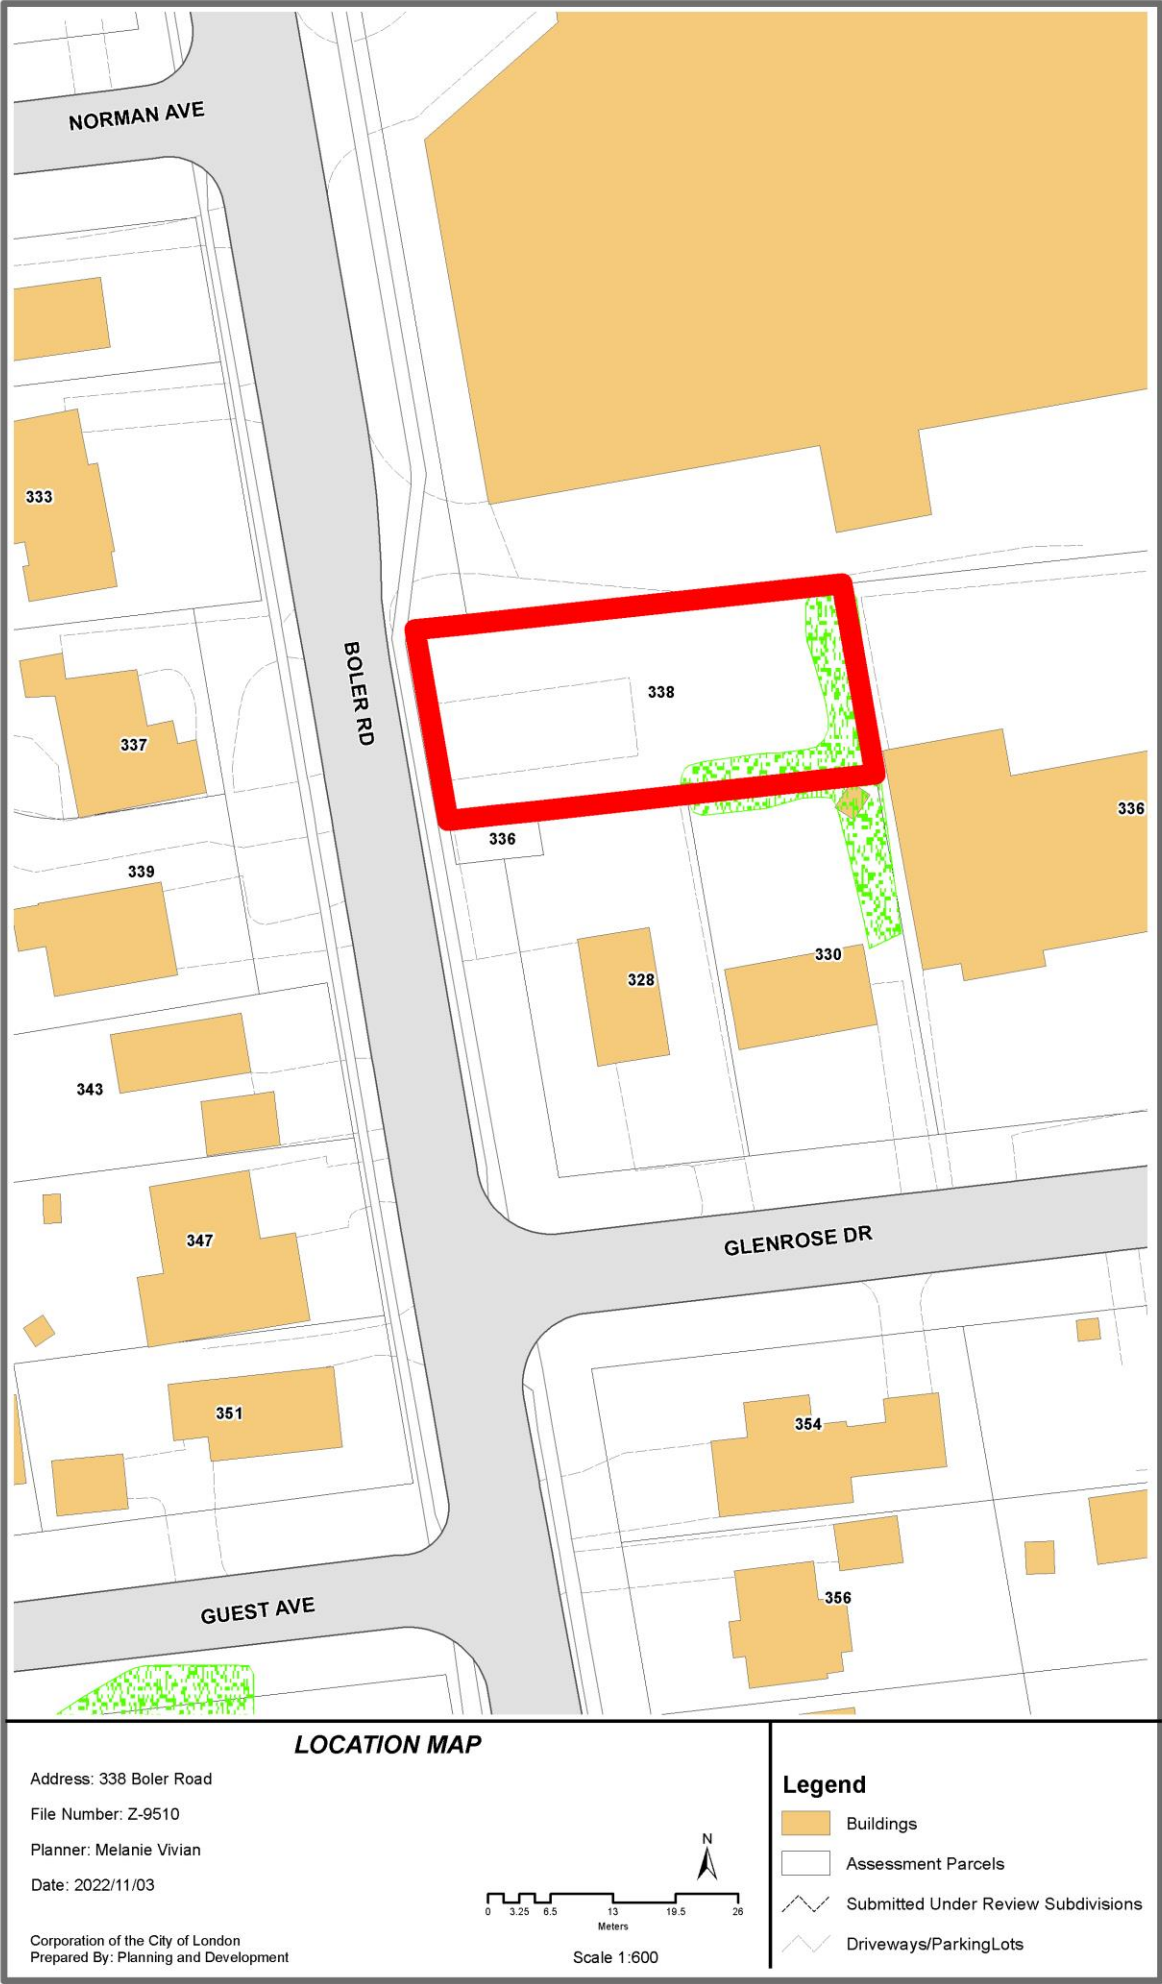 NORMAN AVE
333
BOLER RD
338
337
336
336
339
330
328
343
GLENROSE DR
347
351
354
356
GUEST AVE
LOCATION MAP
Address: 338 Boler Road
File Number: Z-9510
Planner: Melanie Vivian
Date: 2022/11/03
Corporation of the City of London
Prepared By: Planning and Development
N
0 3.25 6.5 13 19.5 26
Meters
Scale 1:600
Legend
Buildings
Assessment Parcels
Submitted Under Review Subdivisions
Driveways/ParkingLots